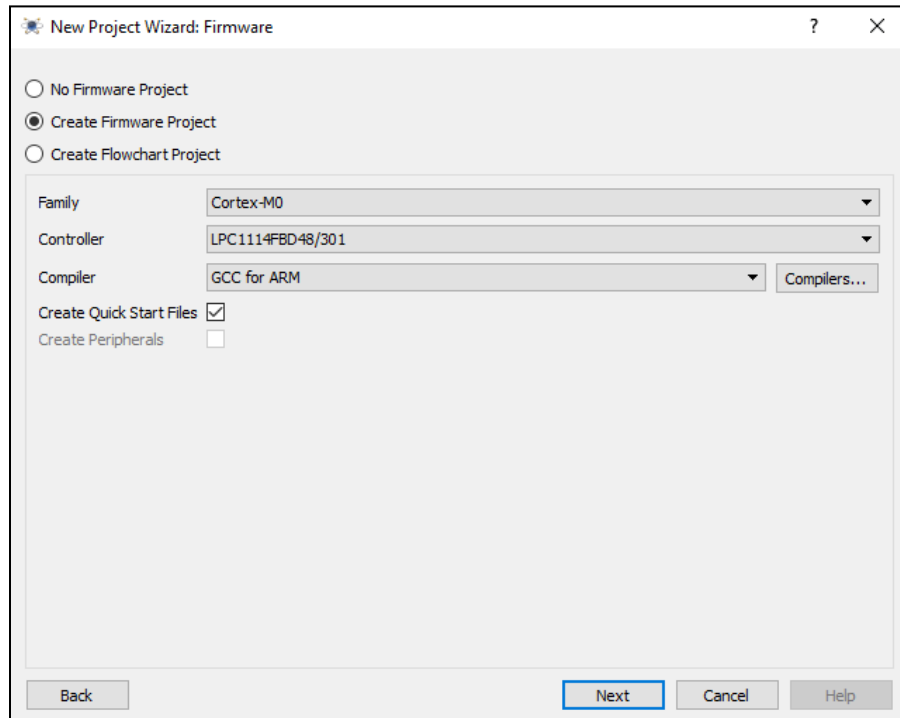 New Project Wizard: Firmware ?
No Firmware Project
Create Firmware Project
Create Flowchart Project
Family Cortex-M0
Controller LPC1114FBD48/301
Compiler GCC for ARM Compilers...
Create Quick Start Files
Create Peripherals
Back Next Cancel Help